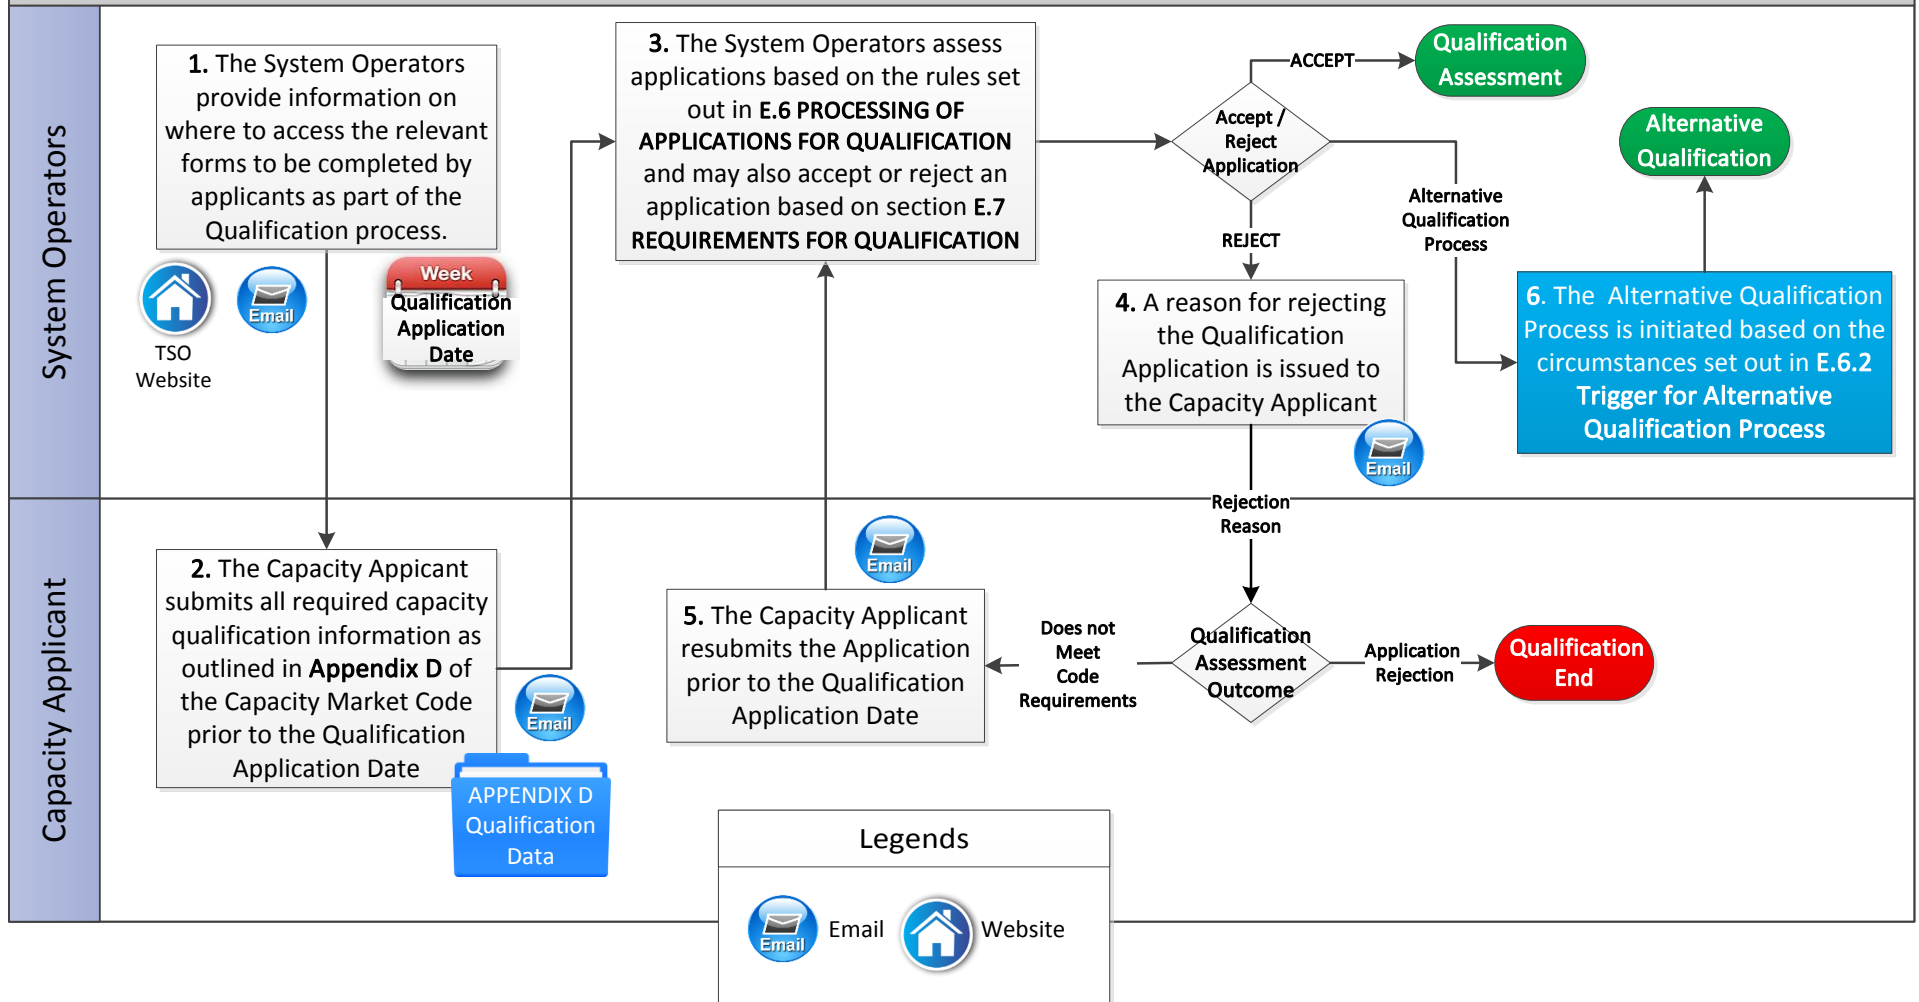 System Operators
1. The System Operators
provide information on
where to access the relevant
forms to be completed by
applicants as part of the
Qualification process.
TSO
Website
Email
Week
Qualification
Application
Date
3. The System Operators assess
applications based on the rules set
out in E.6 PROCESSING OF
APPLICATIONS FOR QUALIFICATION
and may also accept or reject an
application based on section E.7
REQUIREMENTS FOR QUALIFICATION
Accept /
Reject
Application
ACCEPT
Qualification
Assessment
Alternative
Qualification
Process
Alternative
Qualification
REJECT
4. A reason for rejecting
the Qualification
Application is issued to
the Capacity Applicant
Email
6. The Alternative Qualification
Process is initiated based on the
circumstances set out in E.6.2
Trigger for Alternative
Qualification Process
Capacity Applicant
2. The Capacity Appicant
submits all required capacity
qualification information as
outlined in Appendix D of
the Capacity Market Code
prior to the Qualification
Application Date
Email
APPENDIX D
Qualification
Data
Email
5. The Capacity Applicant
resubmits the Application
prior to the Qualification
Application Date
Does not
Meet
Code
Requirements
Rejection
Reason
Qualification
Assessment
Outcome
Application
Rejection
Qualification
End
Legends
Email
Email
Website